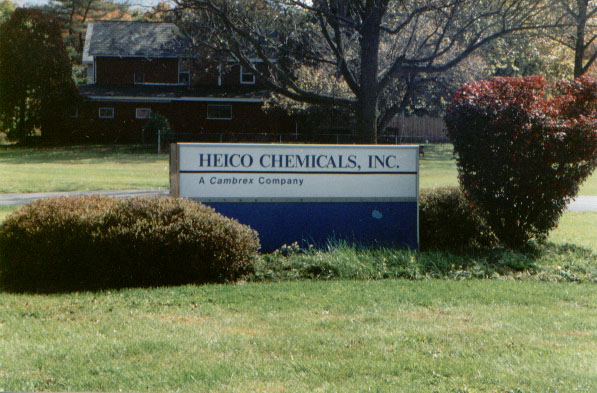 HEICO CHEMICALS, INC.
A Cambrex Company